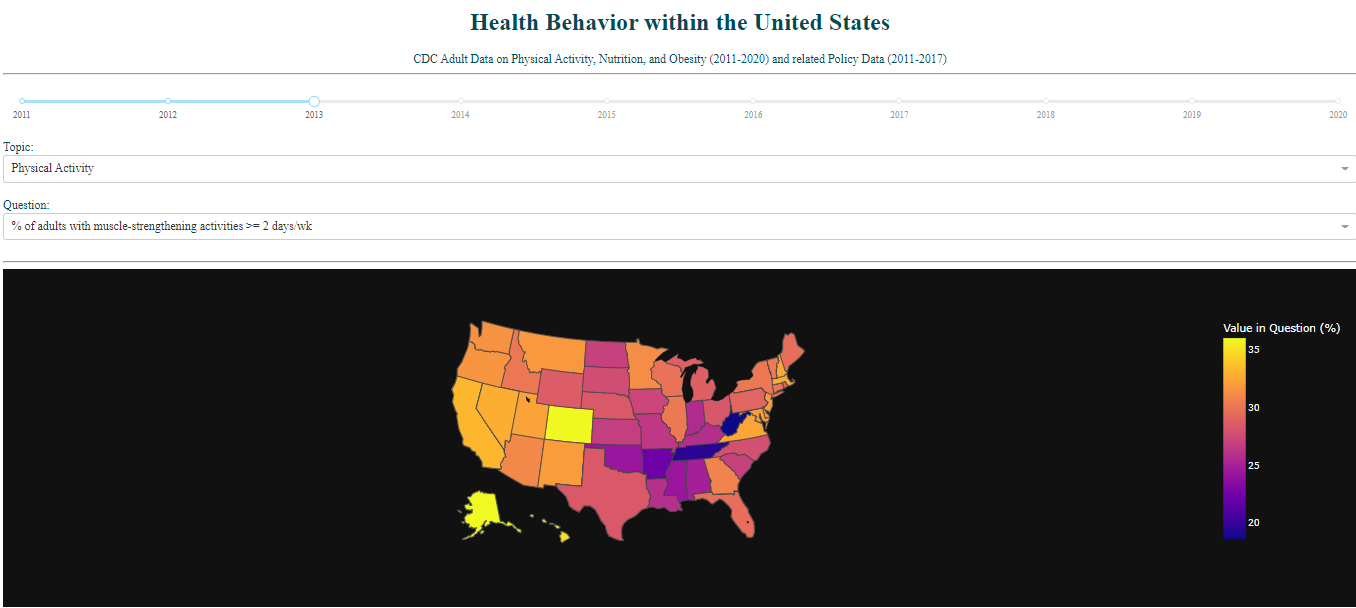 Health Behavior within the United States
CDC Adult Data on Physical Activity, Nutrition, and Obesity (2011-2020) and related Policy Data (2011-2017)
2011 2012 2013 2014 2015 2016 2017 2018 2019 2020
Topic:
Physical Activity
Question:
% of adults with muscle-strengthening activities >= 2 days/wk
Value in Question (%)
35
30
25
20